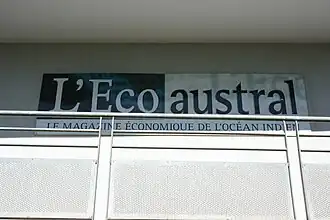 L'Eco austral
LE MAGAZINE ÉCONOMIQUE DE L'OCÉAN INDIEN